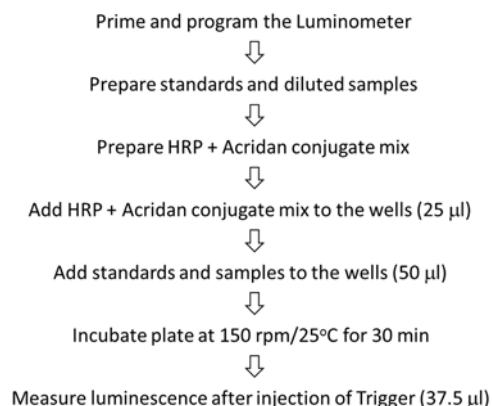 Prime and program the Luminometer
Prepare standards and diluted samples
Prepare HRP + Acridan conjugate mix
Add HRP + Acridan conjugate mix to the wells (25 µl)
Add standards and samples to the wells (50 µl)
Incubate plate at 150 rpm/25°C for 30 min
Measure luminescence after injection of Trigger (37.5 µl)